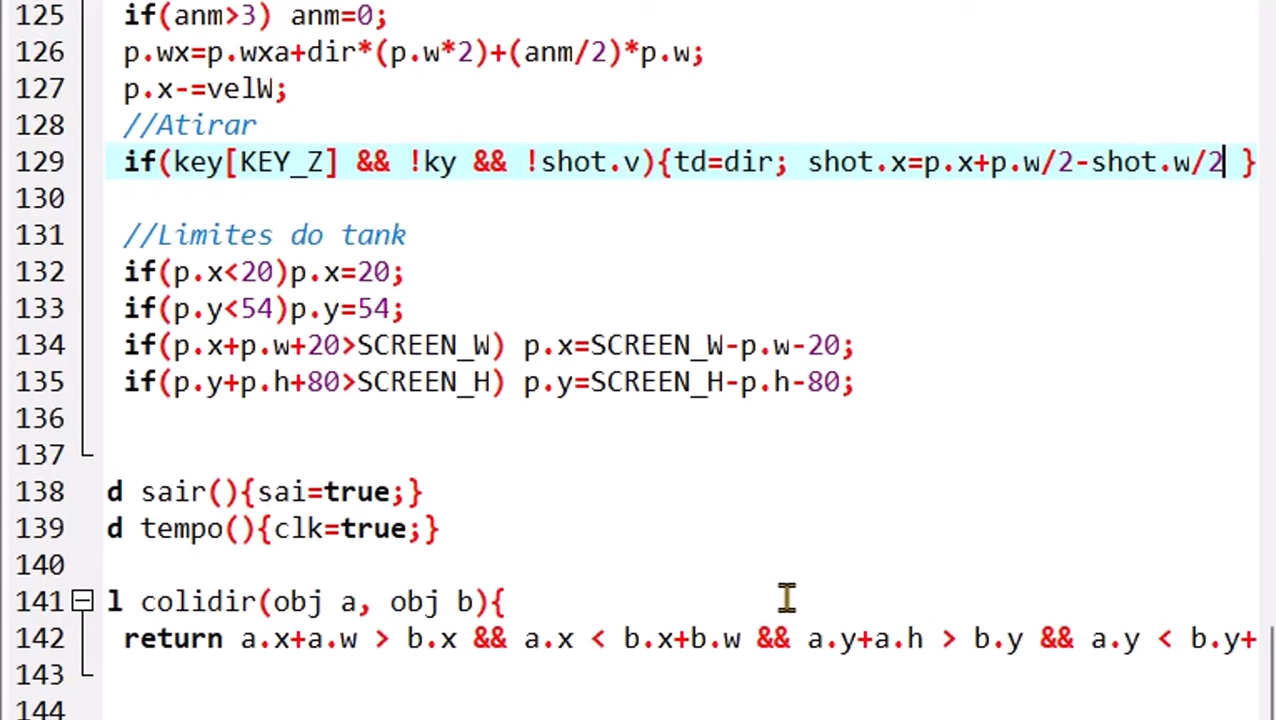 125 if(anm>3) anm=0;
126 p.wx=p.wxa+dir*(p.w*2)+(anm/2)*p.w;
127 p.x-=velW;
128 //Atirar
129 if(key[KEY_Z] && !ky && !shot.v){td=dir; shot.x=p.x+p.w/2-shot.w/2 }
130
131 //Limites do tank
132 if(p.x<20)p.x=20;
133 if(p.y<54)p.y=54;
134 if(p.x+p.w+20>SCREEN_W) p.x=SCREEN_W-p.w-20;
135 if(p.y+p.h+80>SCREEN_H) p.y=SCREEN_H-p.h-80;
136
137
138 d sair(){sai=true;}
139 d tempo(){clk=true;}
140
141 l colidir(obj a, obj b){
142 return a.x+a.w > b.x && a.x < b.x+b.w && a.y+a.h > b.y && a.y < b.y+
143
144